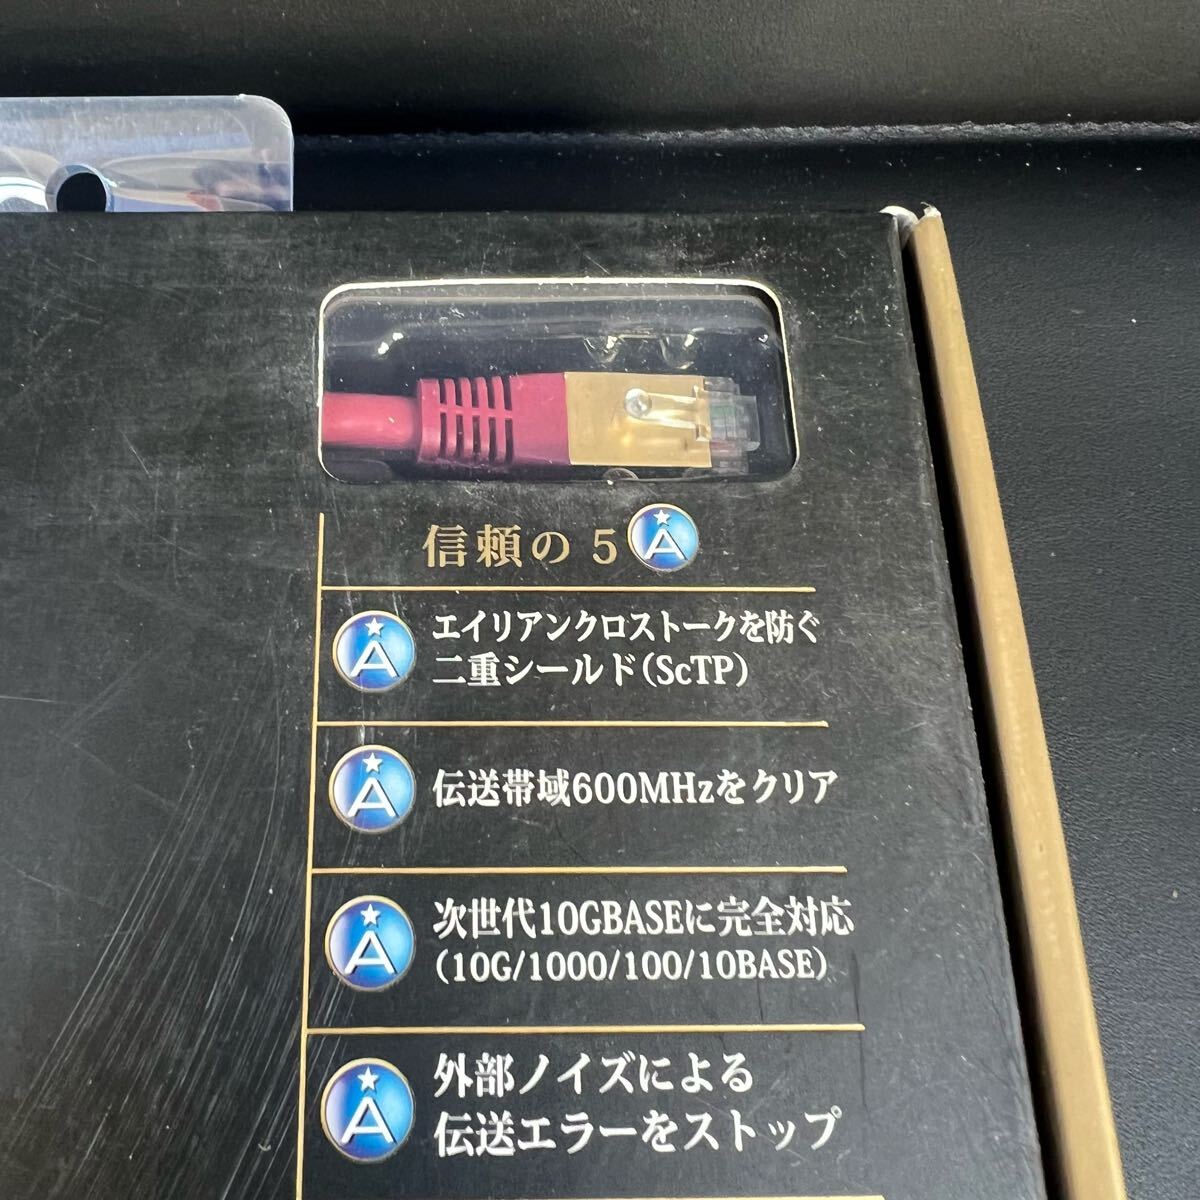 信頼の5A
A エイリアンクロストークを防ぐ
二重シールド(ScTP)
A 伝送帯域600MHzをクリア
A 次世代10GBASEに完全対応
(10G/1000/100/10BASE)
A 外部ノイズによる
伝送エラーをストップ